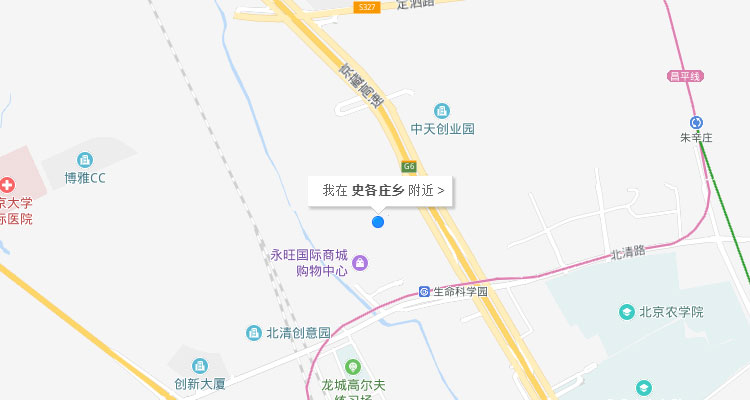 S327
定泗路
京藏高速
昌平线
中天创业园
朱辛庄
G6
博雅CC
京大学
际医院
我在 史各庄乡 附近 >
永旺国际商城
购物中心
北清路
生命科学园
北京农学院
北清创意园
创新大厦
龙城高尔夫
练习场